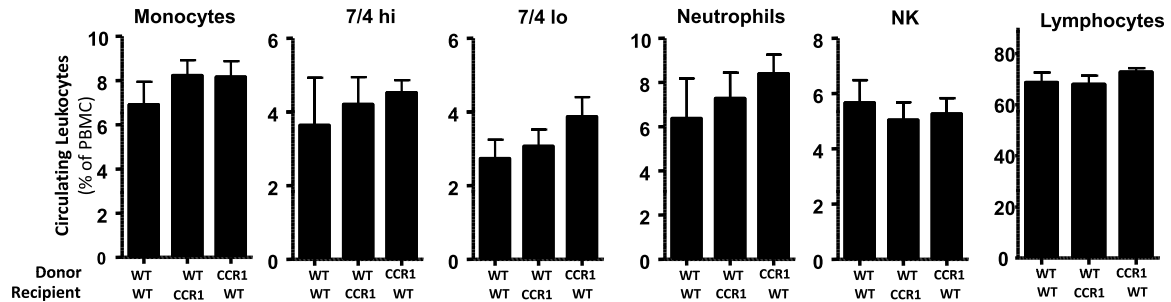 Monocytes
7/4 hi
7/4 lo
Neutrophils
NK
Lymphocytes
Circulating Leukocytes
(% of PBMC)
10
8
6
4
2
0
6
4
2
0
6
4
2
0
10
8
6
4
2
0
8
6
4
2
0
80
60
40
20
0
Donor
WT WT CCR1
WT WT CCR1
WT WT CCR1
WT WT CCR1
WT WT CCR1
WT WT CCR1
Recipient
WT CCR1 WT
WT CCR1 WT
WT CCR1 WT
WT CCR1 WT
WT CCR1 WT
WT CCR1 WT